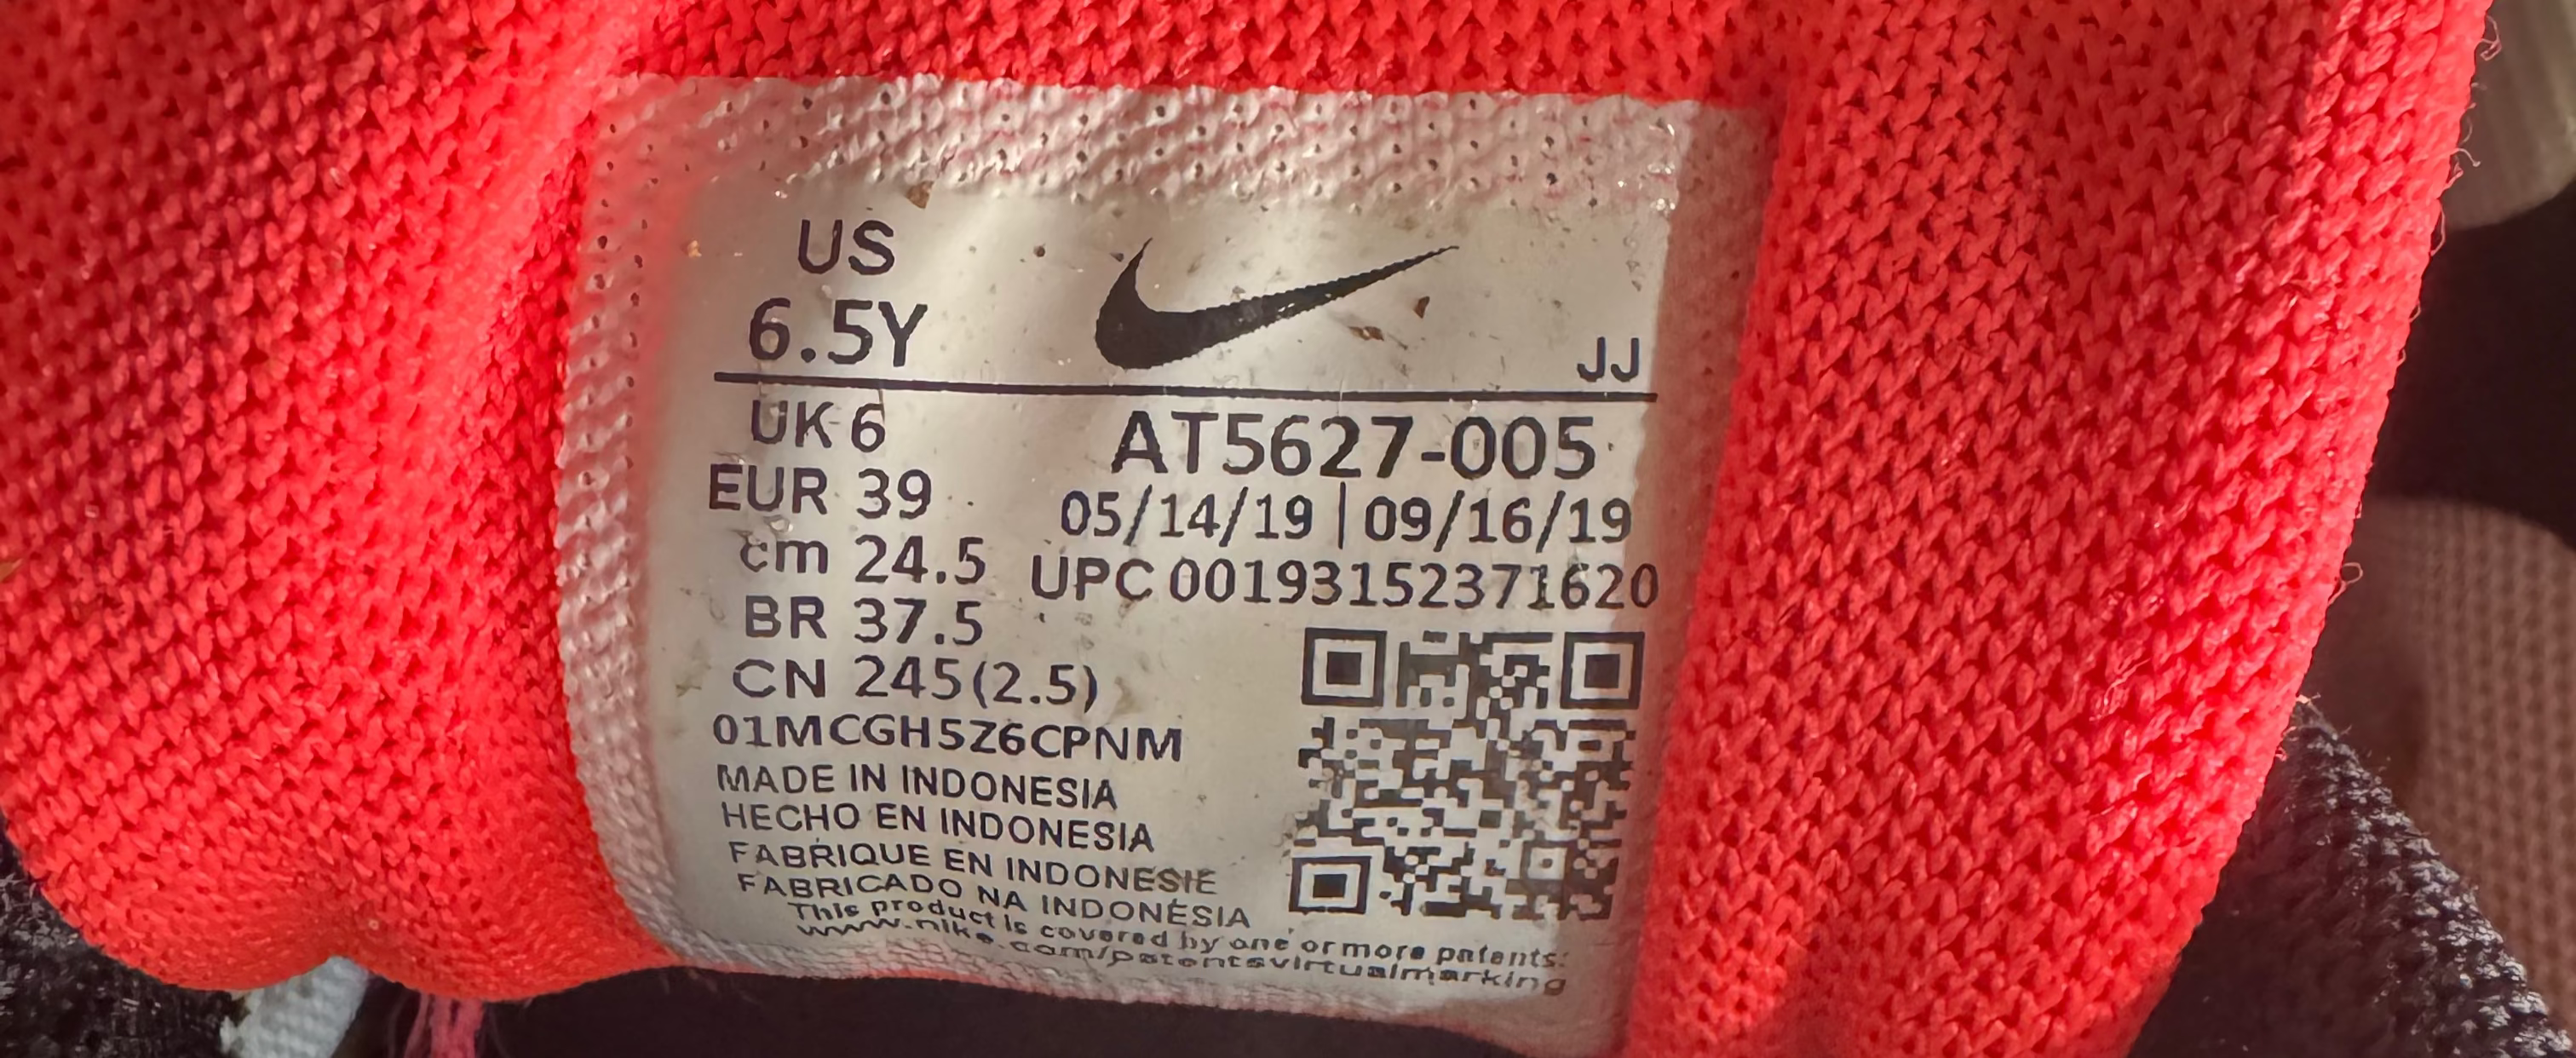 US
6.5Y
JJ
UK 6
EUR 39
cm 24.5
BR 37.5
CN 245(2.5)
AT5627-005
05/14/19 | 09/16/19
UPC 00193152371620
01MCGH5Z6CPNM
MADE IN INDONESIA
HECHO EN INDONESIA
FABRIQUE EN INDONESIE
FABRICADO NA INDONÉSIA
This product is covered by one or more patents:
www.nike.com/patentsvirtualmarking